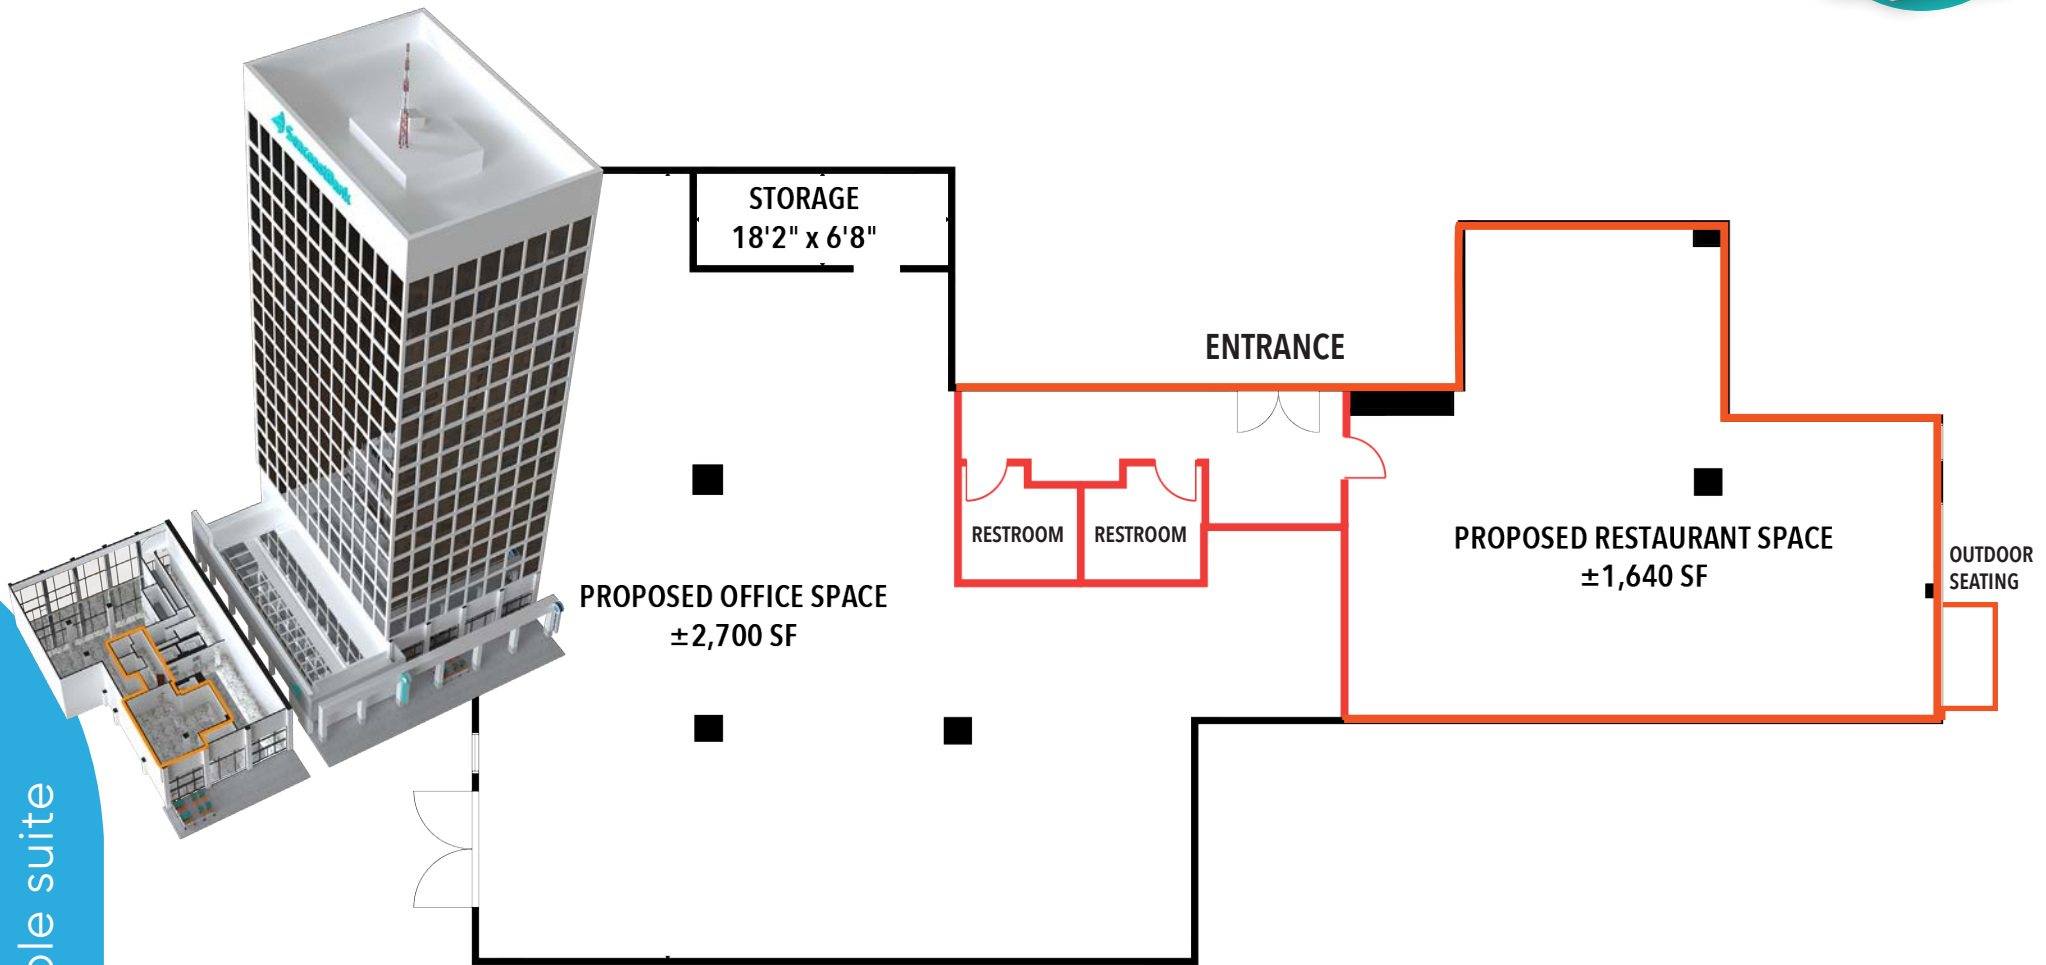 STORAGE
18'2" x 6'8"
ENTRANCE
RESTROOM
RESTROOM
PROPOSED RESTAURANT SPACE
±1,640 SF
OUTDOOR
SEATING
PROPOSED OFFICE SPACE
±2,700 SF
suite